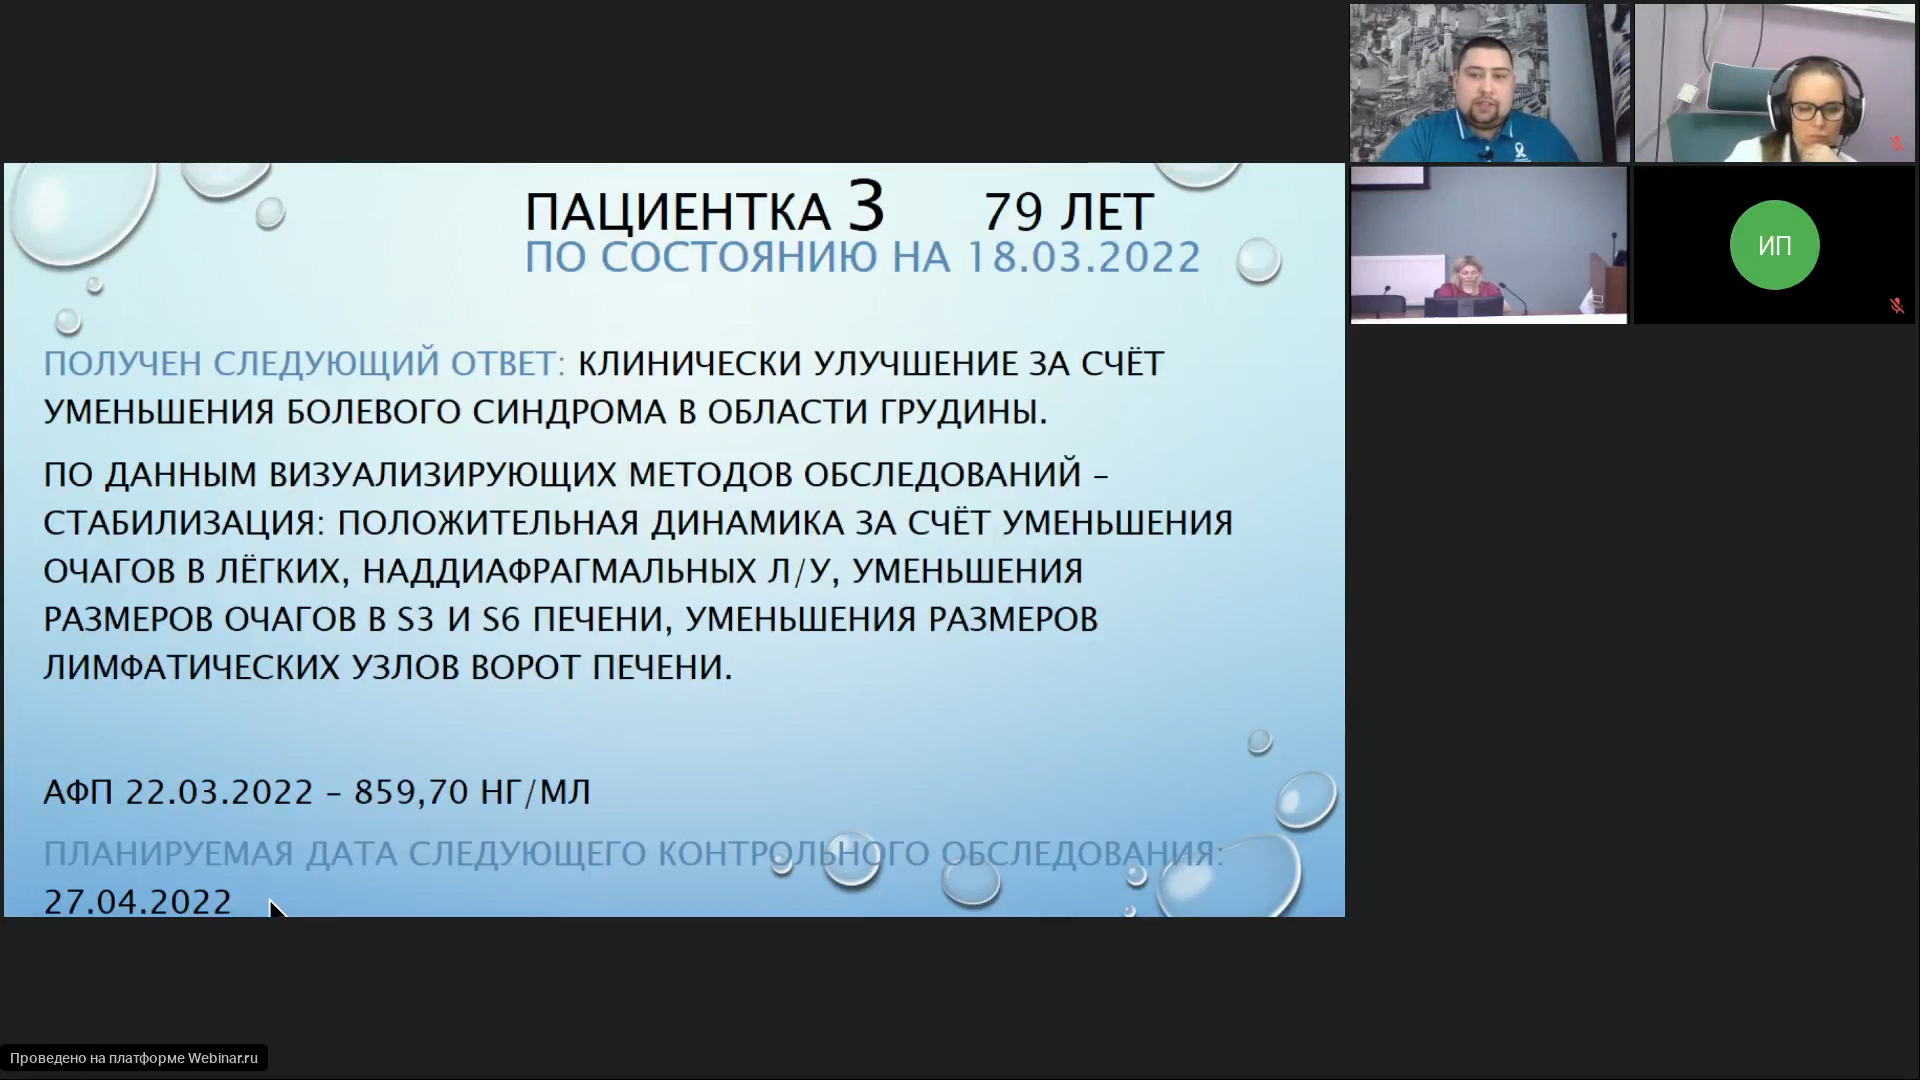 ПАЦИЕНТКА З 79 ЛЕТ
ПО СОСТОЯНИЮ НА 18.03.2022
ПОЛУЧЕН СЛЕДУЮЩИЙ ОТВЕТ: КЛИНИЧЕСКИ УЛУЧШЕНИЕ ЗА СЧЁТ
УМЕНЬШЕНИЯ БОЛЕВОГО СИНДРОМА В ОБЛАСТИ ГРУДИНЫ.
ПО ДАННЫМ ВИЗУАЛИЗИРУЮЩИХ МЕТОДОВ ОБСЛЕДОВАНИЙ –
СТАБИЛИЗАЦИЯ: ПОЛОЖИТЕЛЬНАЯ ДИНАМИКА ЗА СЧЁТ УМЕНЬШЕНИЯ
ОЧАГОВ В ЛЁГКИХ, НАДДИАФРАГМАЛЬНЫХ Л/У, УМЕНЬШЕНИЯ
РАЗМЕРОВ ОЧАГОВ В S3 И S6 ПЕЧЕНИ, УМЕНЬШЕНИЯ РАЗМЕРОВ
ЛИМФАТИЧЕСКИХ УЗЛОВ ВОРОТ ПЕЧЕНИ.
АФП 22.03.2022 – 859,70 НГ/МЛ
ПЛАНИРУЕМАЯ ДАТА СЛЕДУЮЩЕГО КОНТРОЛЬНОГО ОБСЛЕДОВАНИЯ:
27.04.2022
ИП
Проведено на платформе Webinar.ru